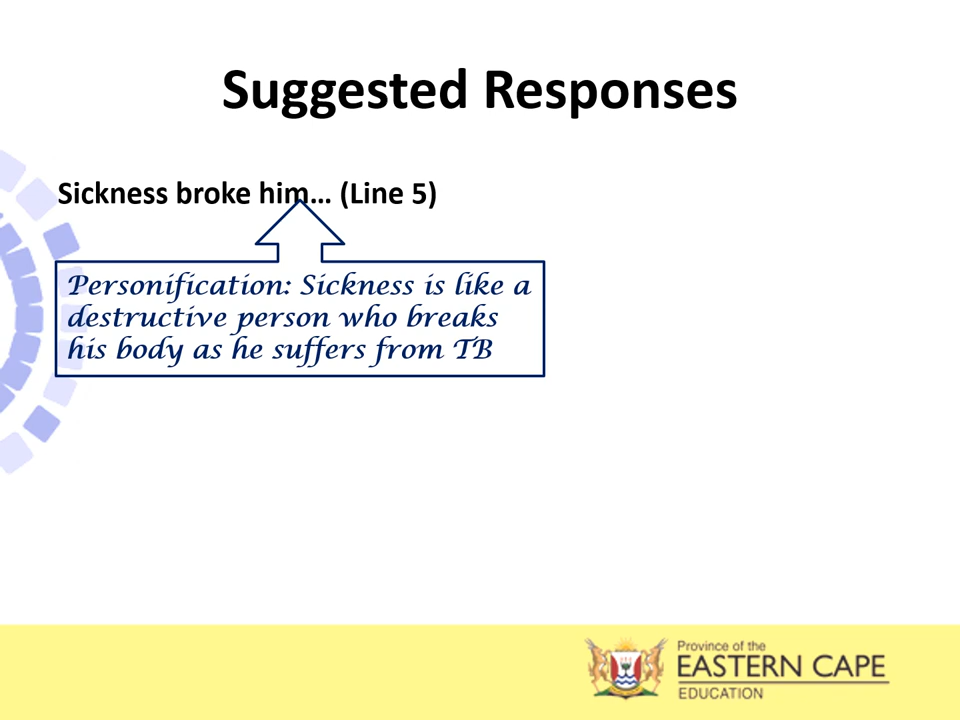 Suggested Responses
Sickness broke him… (Line 5)
Personification: Sickness is like a
destructive person who breaks
his body as he suffers from TB
Province of the
EASTERN CAPE
EDUCATION